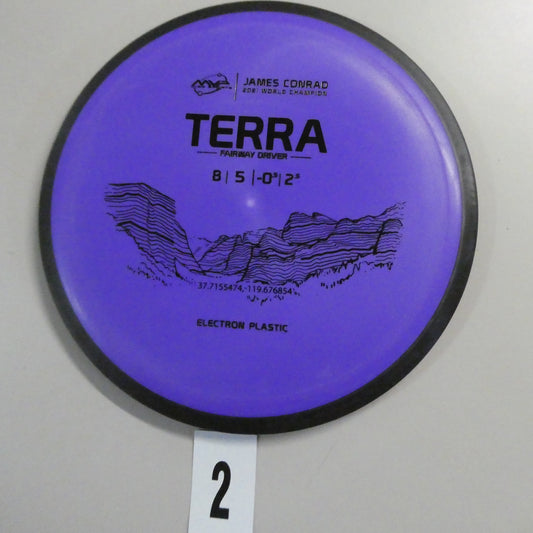 MVP
JAMES CONRAD
2021 WORLD CHAMPION
TERRA
FAIRWAY DRIVER
8 | 5 | -0.5 | 2.5
37.7155474,-119.676854
ELECTRON PLASTIC
2